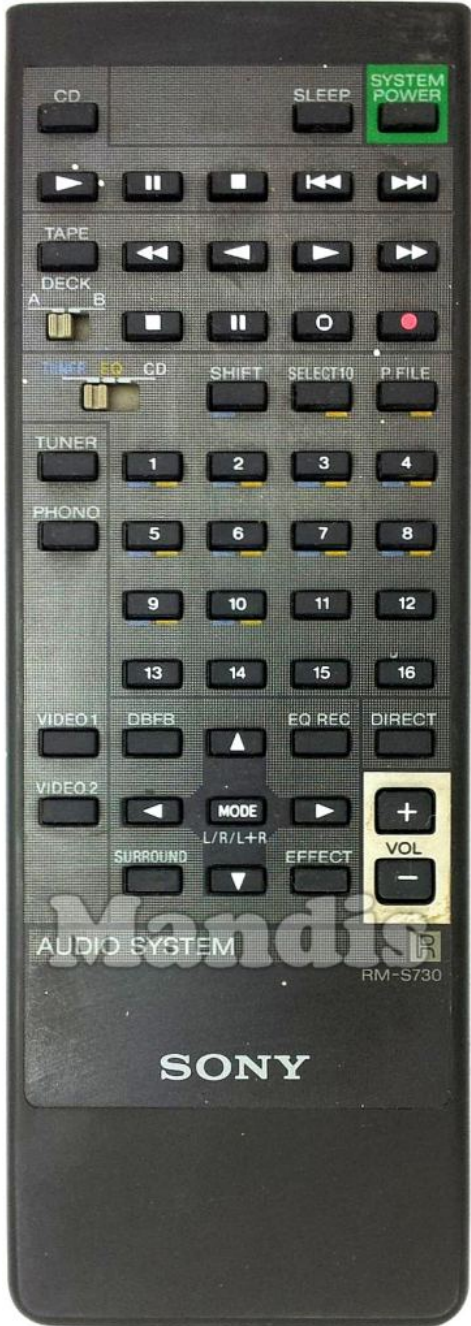 SYSTEM
CD SLEEP POWER
TAPE
DECK
A B
TUNER EQ CD SHIFT SELECT10 P.FILE
TUNER
1 2 3 4
PHONO
5 6 7 8
9 10 11 12
13 14 15 16
VIDEO 1 DBFB EQ REC DIRECT
VIDEO 2
MODE +
L/R/L+R VOL
SURROUND EFFECT −
Mandis
AUDIO SYSTEM R
RM-S730
SONY